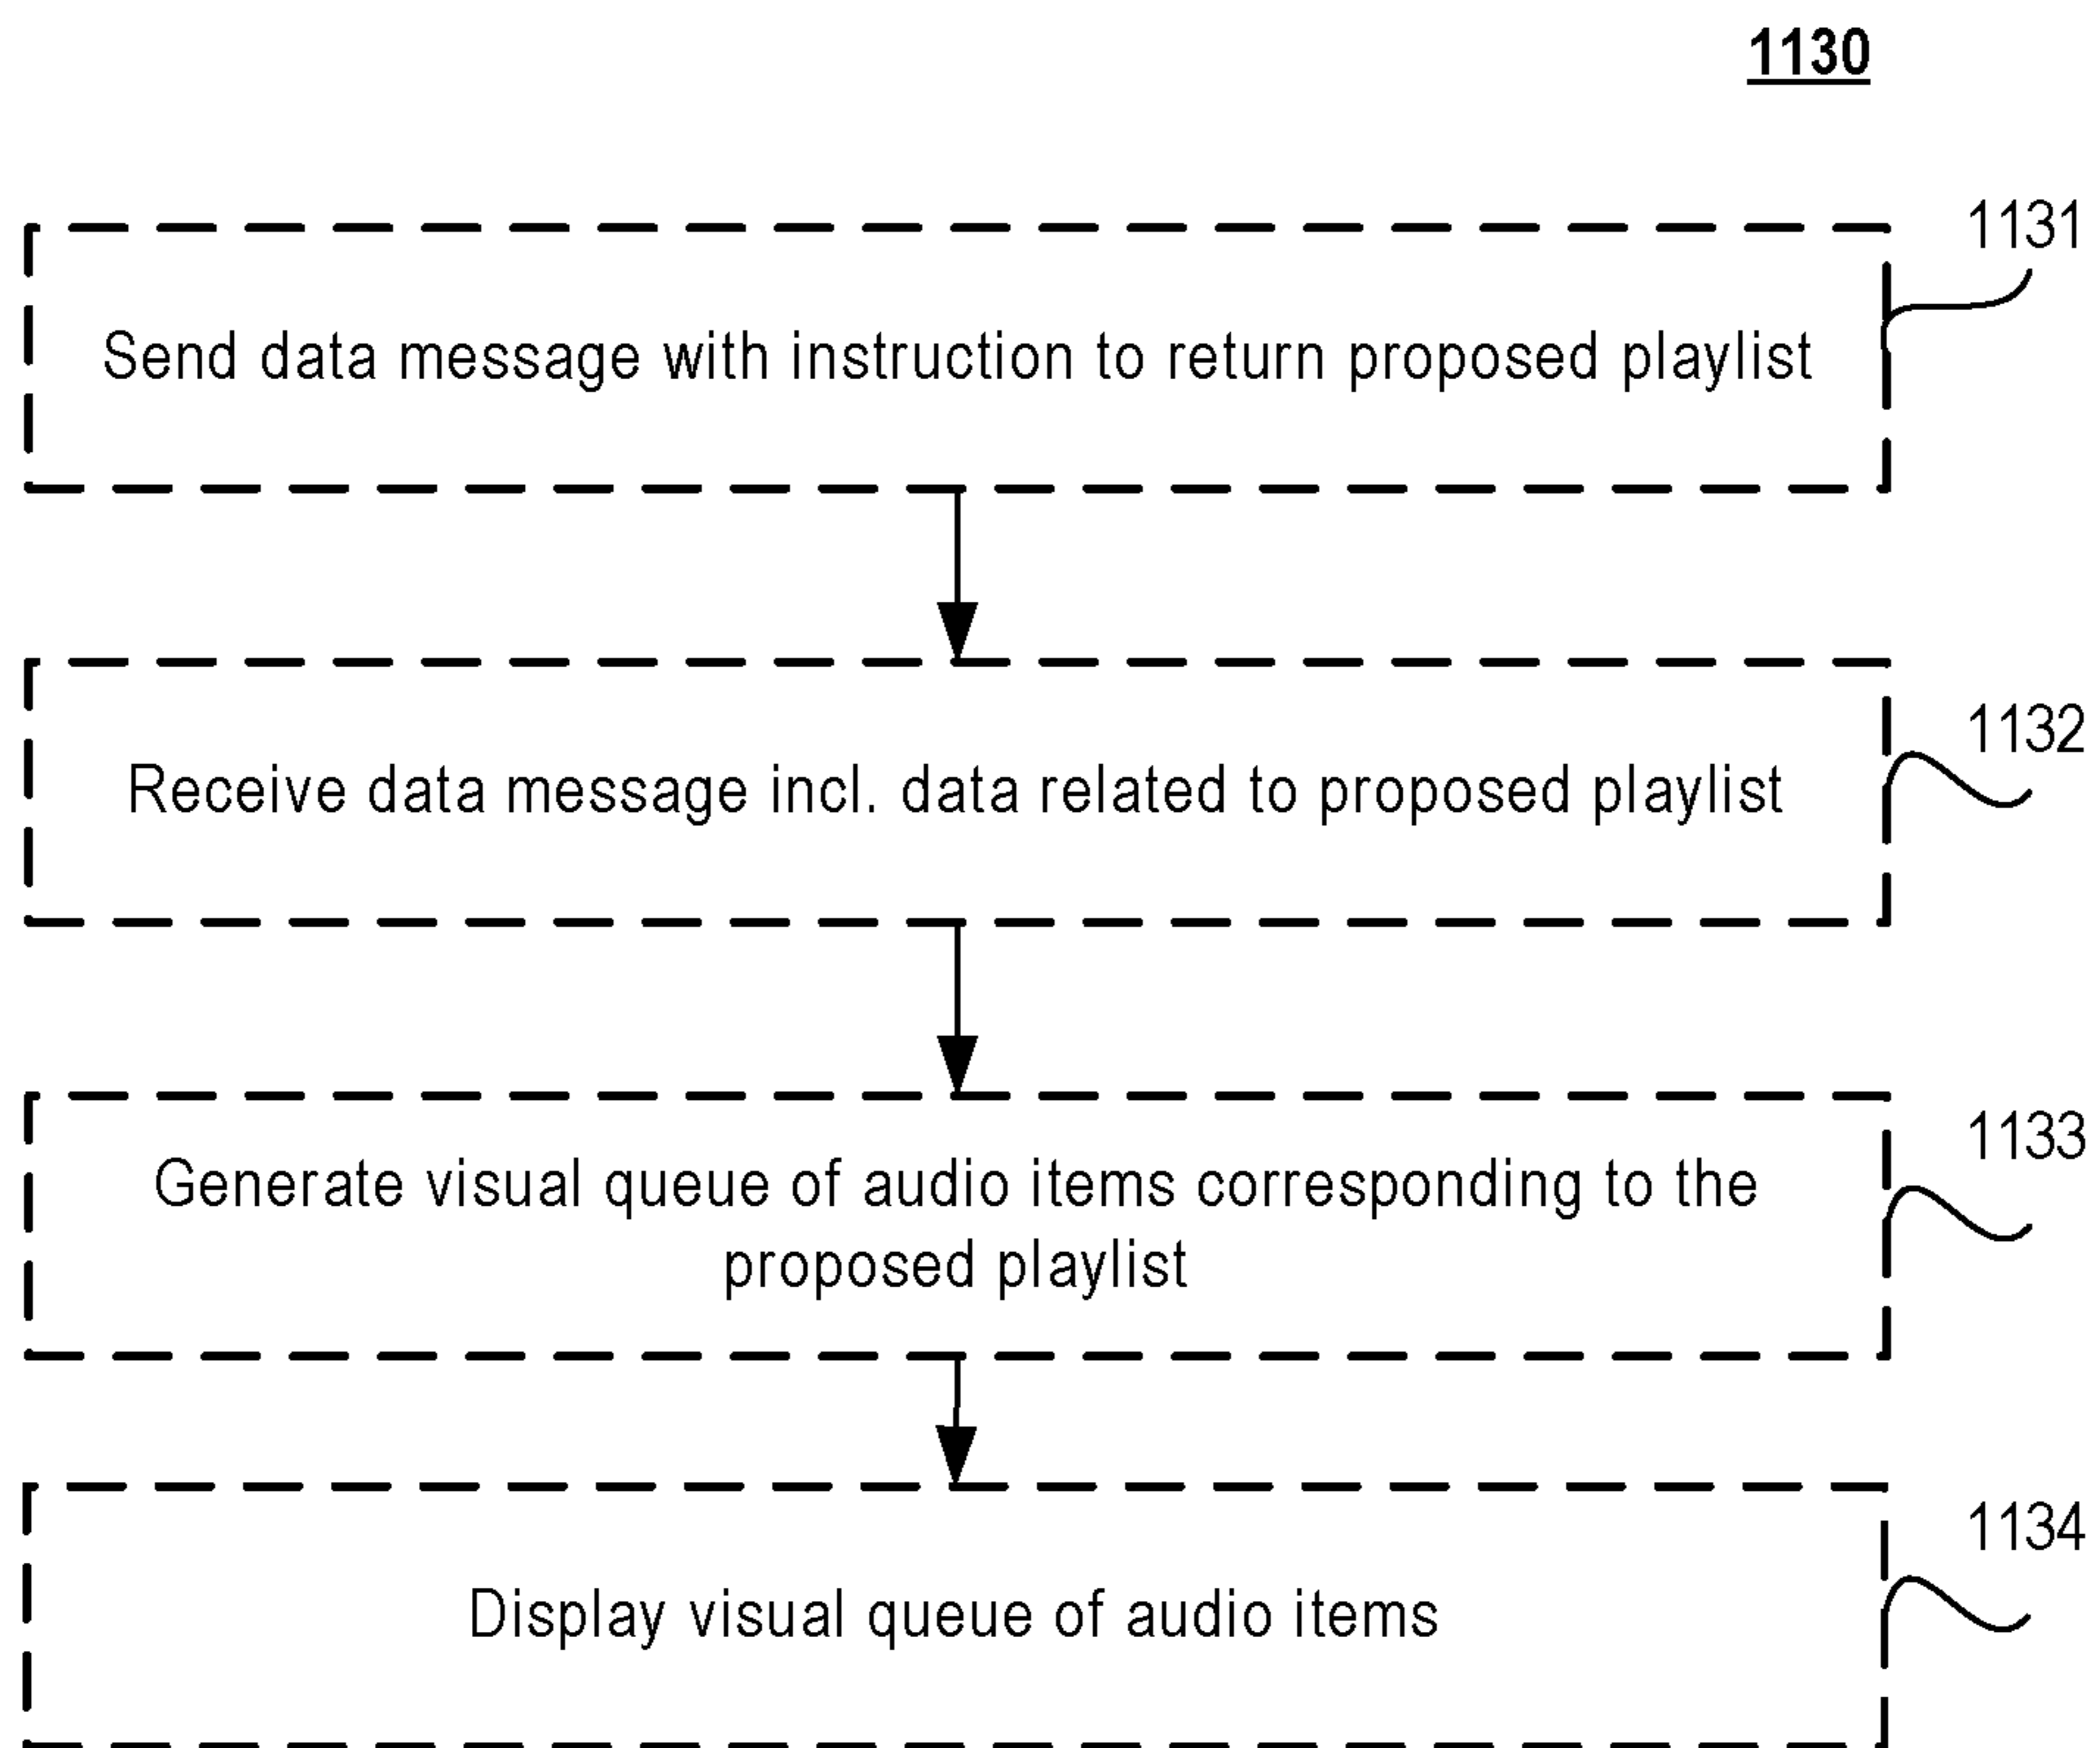 1130
1131
Send data message with instruction to return proposed playlist
1132
Receive data message incl. data related to proposed playlist
1133
Generate visual queue of audio items corresponding to the
proposed playlist
1134
Display visual queue of audio items